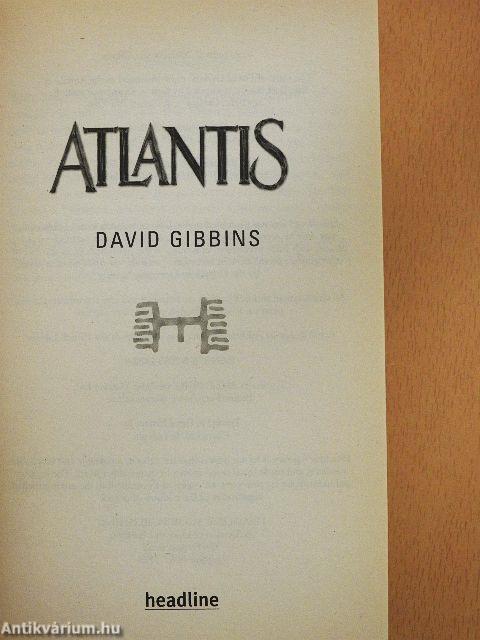 ATLANTIS
DAVID GIBBINS
headline
Antikvárium.hu